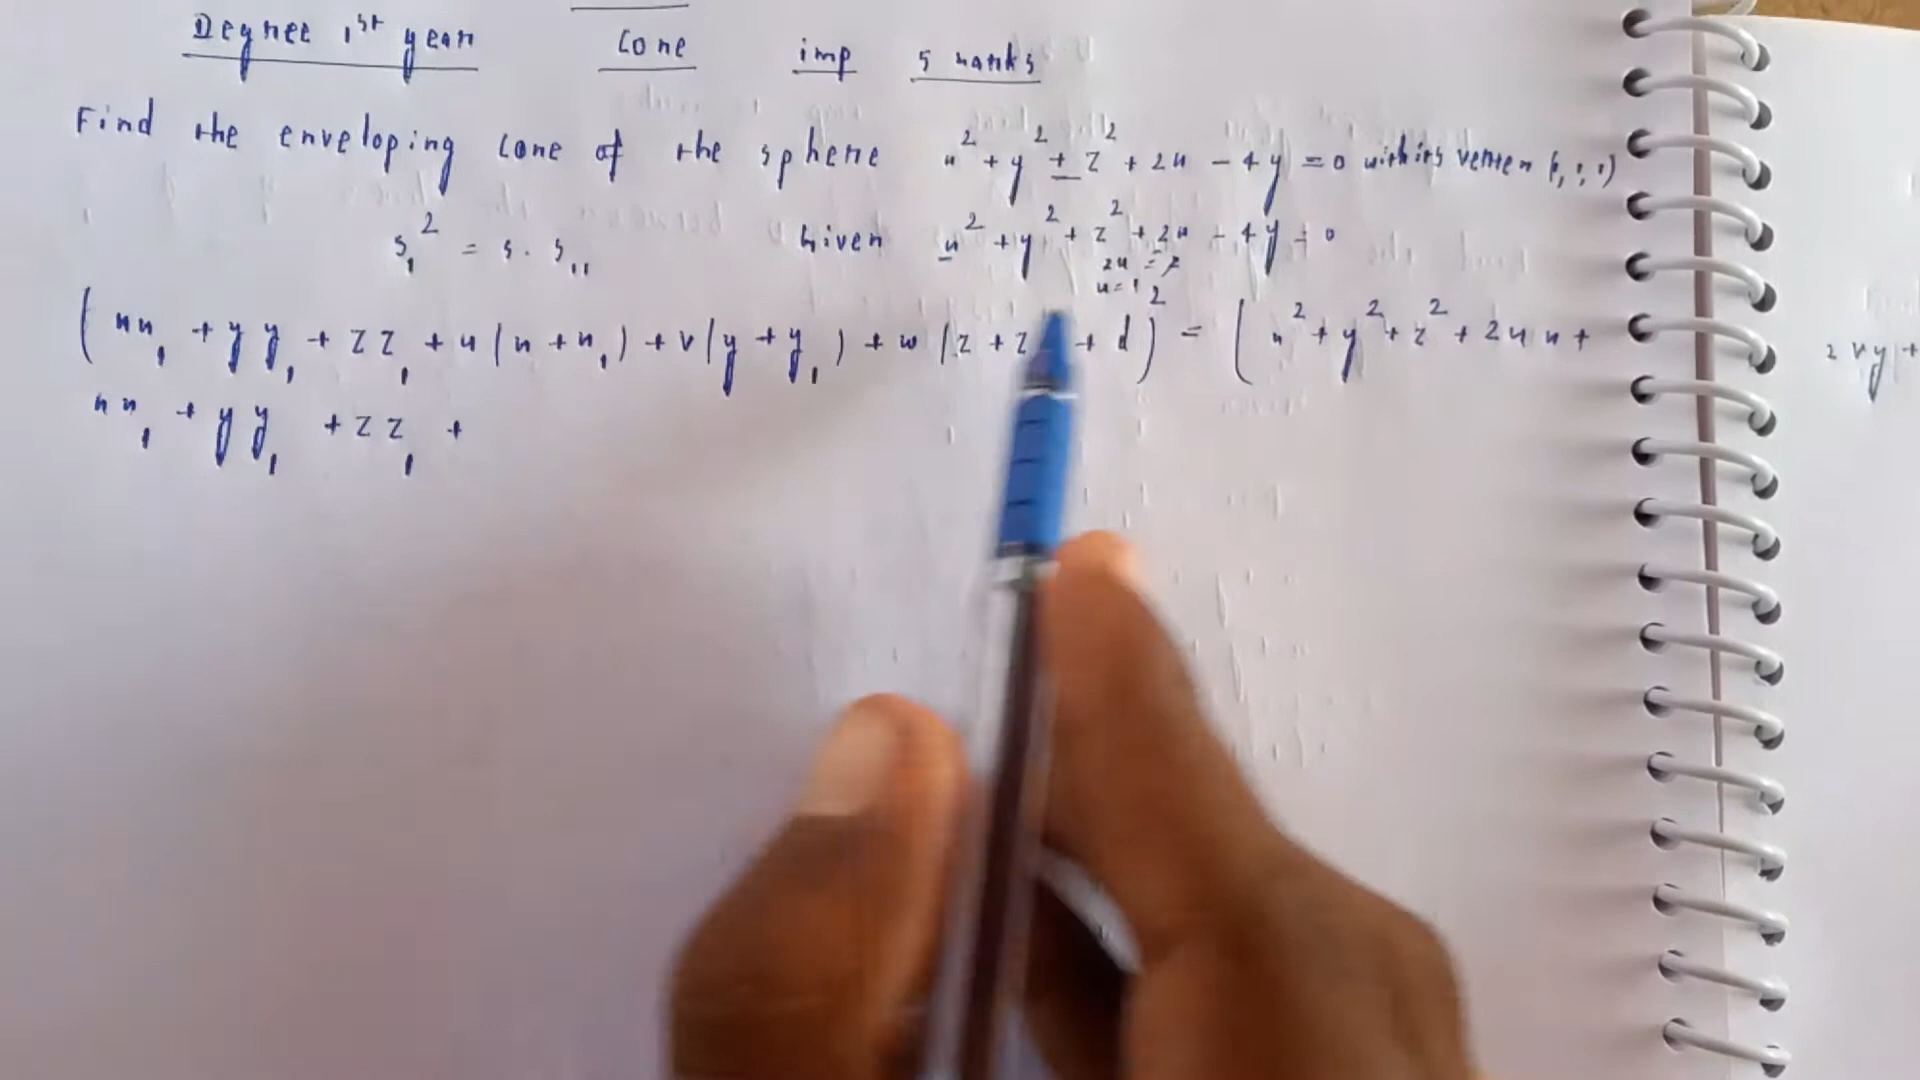 Degree 1st year Cone imp 5 marks
Find the enveloping cone of the sphere x² + y² + z² + 2x - 4y = 0 with its vertex (1, 1, 1)
S₁² = S . S₁₁ Given x² + y² + z² + 2x - 4y = 0
2u = 2
u = 1
(xx₁ + yy₁ + zz₁ + u(x + x₁) + v(y + y₁) + w(z + z + d)² = (x² + y² + z² + 2ux + 2vy +
xx₁ + yy₁ + zz₁ +